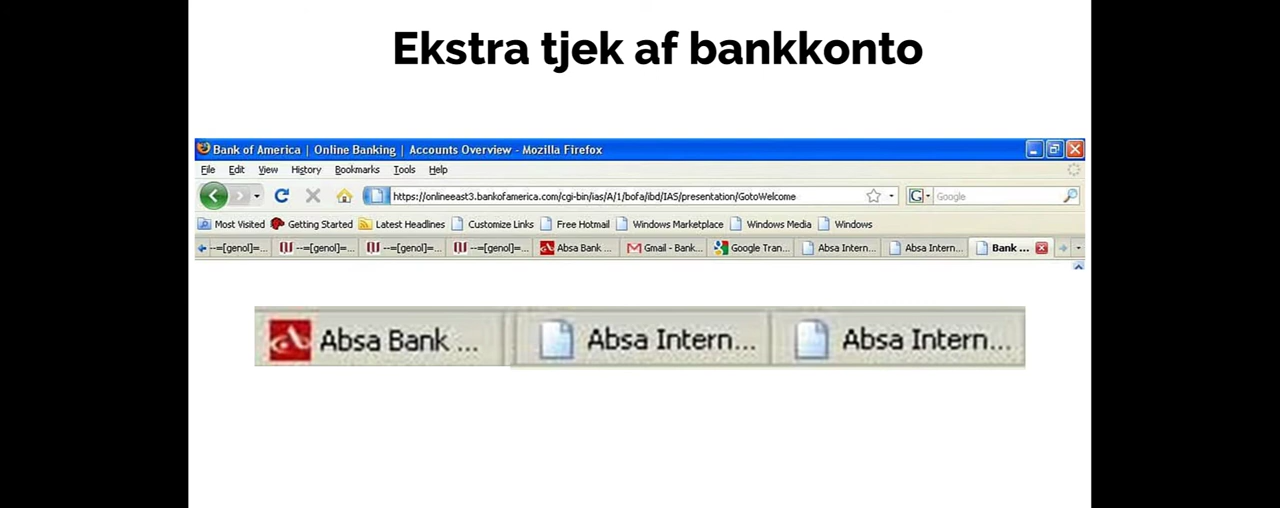 Ekstra tjek af bankkonto
Bank of America | Online Banking | Accounts Overview - Mozilla Firefox
File Edit View History Bookmarks Tools Help
https://onlineeast3.bankofamerica.com/cgi-bin/ias/A/1/bofa/ibd/IAS/presentation/GotoWelcome
G Google
Most Visited Getting Started Latest Headlines Customize Links Free Hotmail Windows Marketplace Windows Media Windows
--=[genol]=... --=[genol]=... --=[genol]=... --=[genol]=... Absa Bank ... Gmail - Bank... Google Tran... Absa Intern... Absa Intern... Bank ...
Absa Bank ... Absa Intern... Absa Intern...